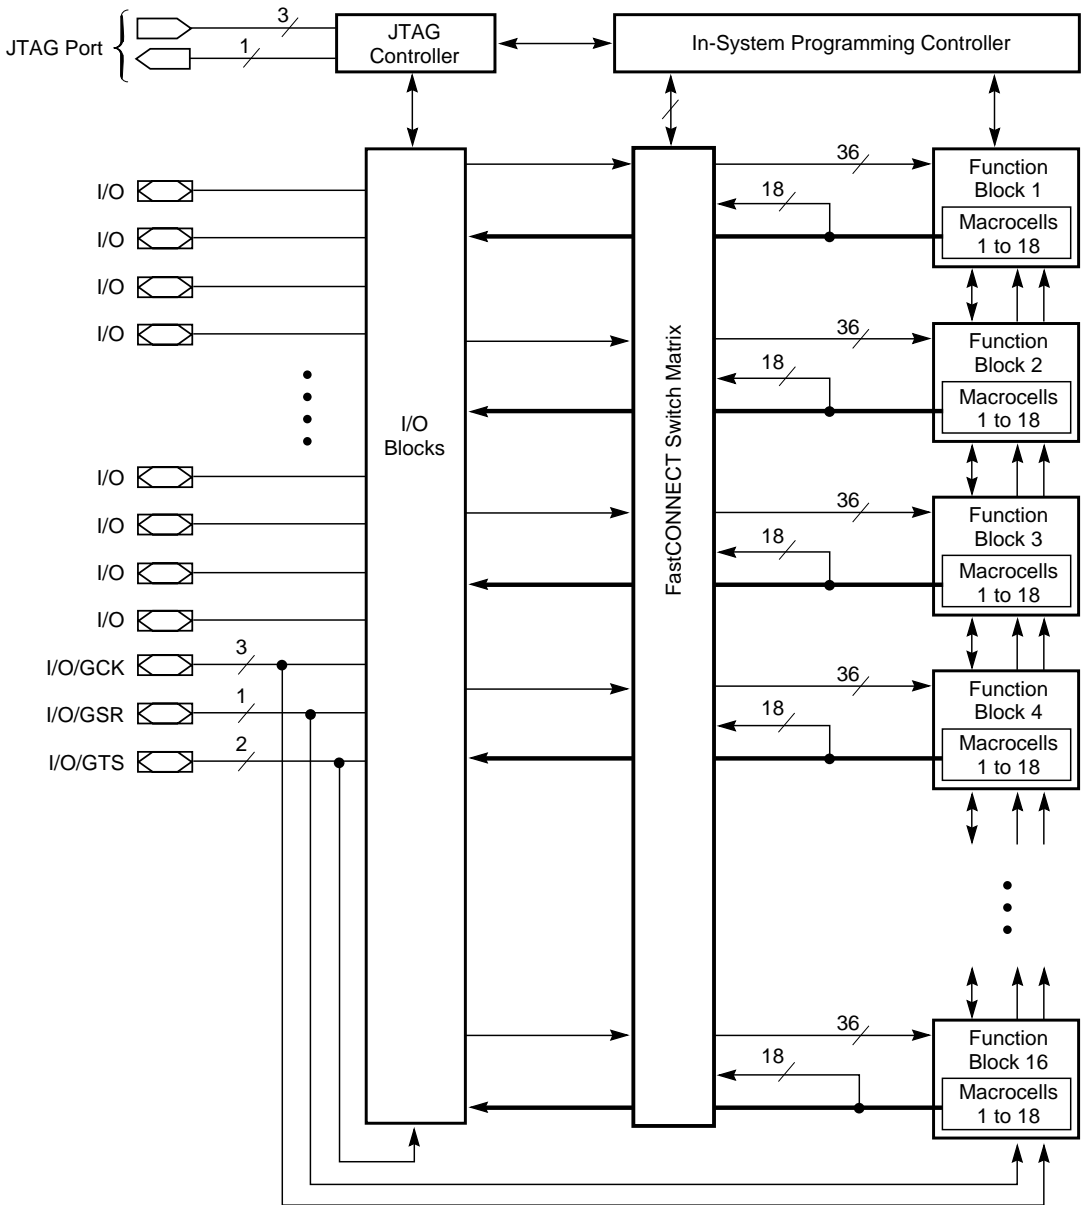 JTAG Port
3
1
JTAG
Controller
In-System Programming Controller
I/O
I/O
I/O
I/O
I/O
I/O
I/O
I/O
I/O/GCK
3
I/O/GSR
1
I/O/GTS
2
I/O
Blocks
FastCONNECT Switch Matrix
36
18
Function
Block 1
Macrocells
1 to 18
36
18
Function
Block 2
Macrocells
1 to 18
36
18
Function
Block 3
Macrocells
1 to 18
36
18
Function
Block 4
Macrocells
1 to 18
36
18
Function
Block 16
Macrocells
1 to 18